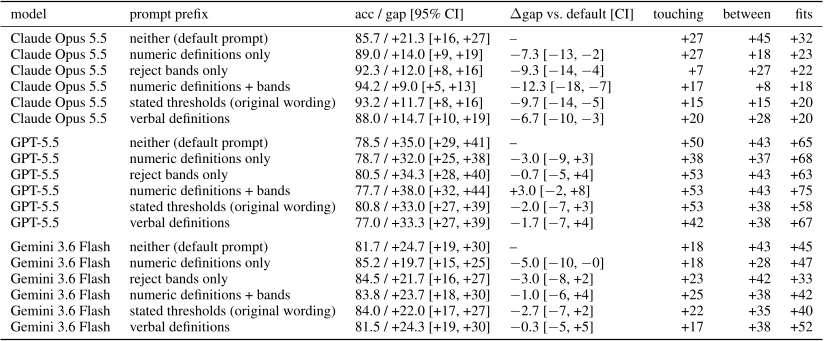 model prompt prefix acc / gap [95% CI] Δgap vs. default [CI] touching between fits
Claude Opus 5.5 neither (default prompt) 85.7 / +21.3 [+16, +27] – +27 +45 +32
Claude Opus 5.5 numeric definitions only 89.0 / +14.0 [+9, +19] −7.3 [−13, −2] +27 +18 +23
Claude Opus 5.5 reject bands only 92.3 / +12.0 [+8, +16] −9.3 [−14, −4] +7 +27 +22
Claude Opus 5.5 numeric definitions + bands 94.2 / +9.0 [+5, +13] −12.3 [−18, −7] +17 +8 +18
Claude Opus 5.5 stated thresholds (original wording) 93.2 / +11.7 [+8, +16] −9.7 [−14, −5] +15 +15 +20
Claude Opus 5.5 verbal definitions 88.0 / +14.7 [+10, +19] −6.7 [−10, −3] +20 +28 +20
GPT-5.5 neither (default prompt) 78.5 / +35.0 [+29, +41] – +50 +43 +65
GPT-5.5 numeric definitions only 78.7 / +32.0 [+25, +38] −3.0 [−9, +3] +38 +37 +68
GPT-5.5 reject bands only 80.5 / +34.3 [+28, +40] −0.7 [−5, +4] +53 +43 +63
GPT-5.5 numeric definitions + bands 77.7 / +38.0 [+32, +44] +3.0 [−2, +8] +53 +43 +75
GPT-5.5 stated thresholds (original wording) 80.8 / +33.0 [+27, +39] −2.0 [−7, +3] +53 +38 +58
GPT-5.5 verbal definitions 77.0 / +33.3 [+27, +39] −1.7 [−7, +4] +42 +38 +67
Gemini 3.6 Flash neither (default prompt) 81.7 / +24.7 [+19, +30] – +18 +43 +45
Gemini 3.6 Flash numeric definitions only 85.2 / +19.7 [+15, +25] −5.0 [−10, −0] +18 +28 +47
Gemini 3.6 Flash reject bands only 84.5 / +21.7 [+16, +27] −3.0 [−8, +2] +23 +42 +33
Gemini 3.6 Flash numeric definitions + bands 83.8 / +23.7 [+18, +30] −1.0 [−6, +4] +25 +38 +42
Gemini 3.6 Flash stated thresholds (original wording) 84.0 / +22.0 [+17, +27] −2.7 [−7, +2] +22 +35 +40
Gemini 3.6 Flash verbal definitions 81.5 / +24.3 [+19, +30] −0.3 [−5, +5] +17 +38 +52